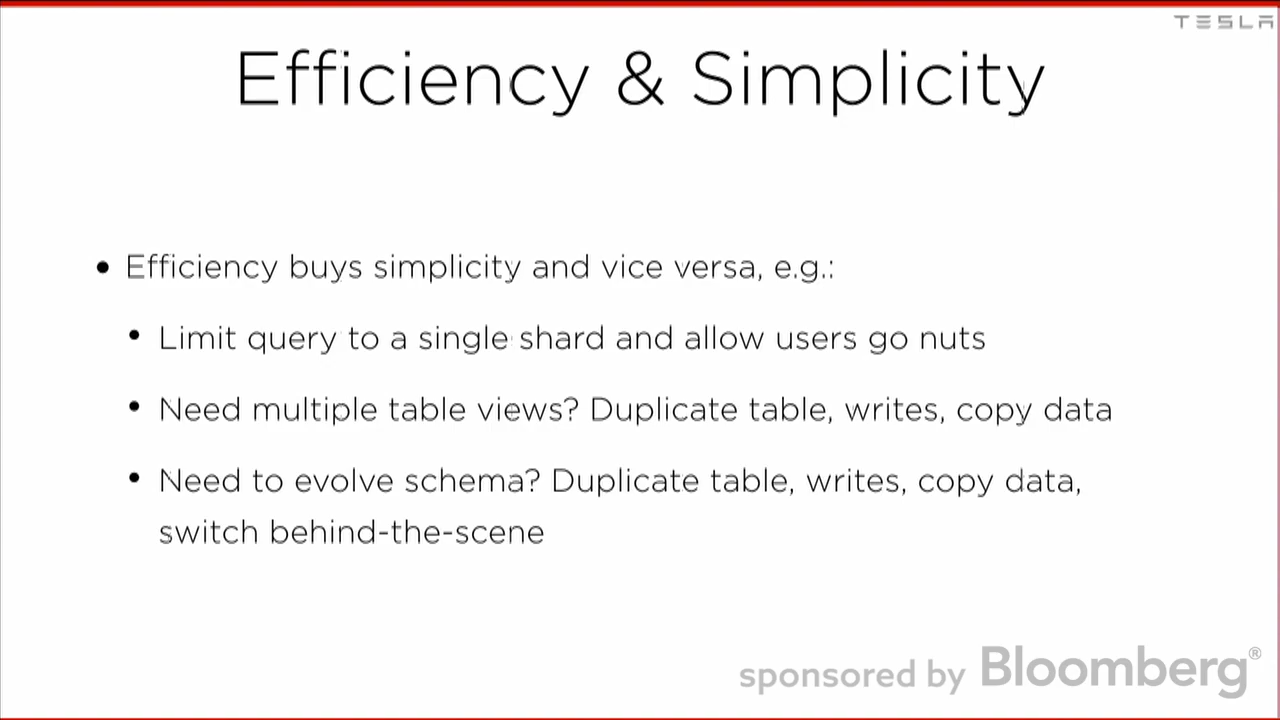 TESLA
Efficiency & Simplicity
• Efficiency buys simplicity and vice versa, e.g.:
• Limit query to a single shard and allow users go nuts
• Need multiple table views? Duplicate table, writes, copy data
• Need to evolve schema? Duplicate table, writes, copy data,
switch behind-the-scene
sponsored by Bloomberg®